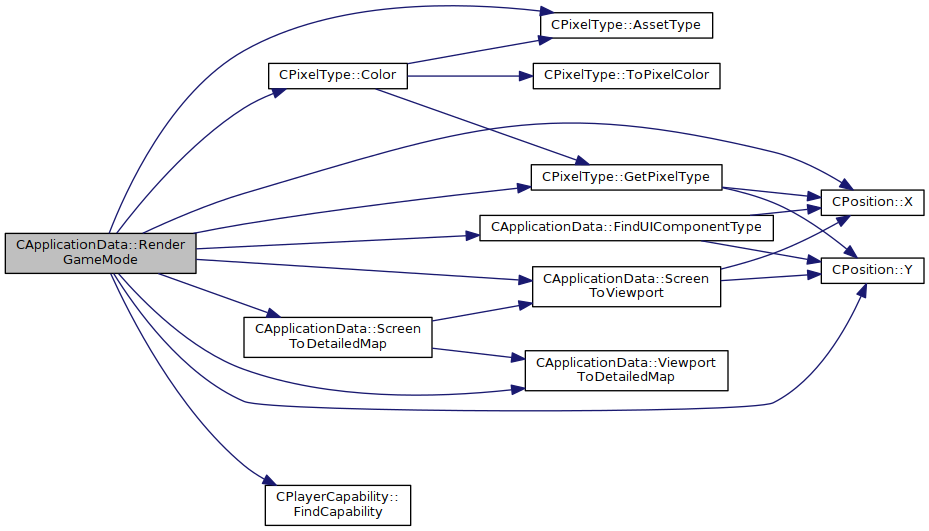 CPixelType::AssetType
CPixelType::Color
CPixelType::ToPixelColor
CPixelType::GetPixelType
CPosition::X
CApplicationData::FindUIComponentType
CApplicationData::Render
GameMode
CPosition::Y
CApplicationData::Screen
ToViewport
CApplicationData::Screen
ToDetailedMap
CApplicationData::Viewport
ToDetailedMap
CPlayerCapability::
FindCapability